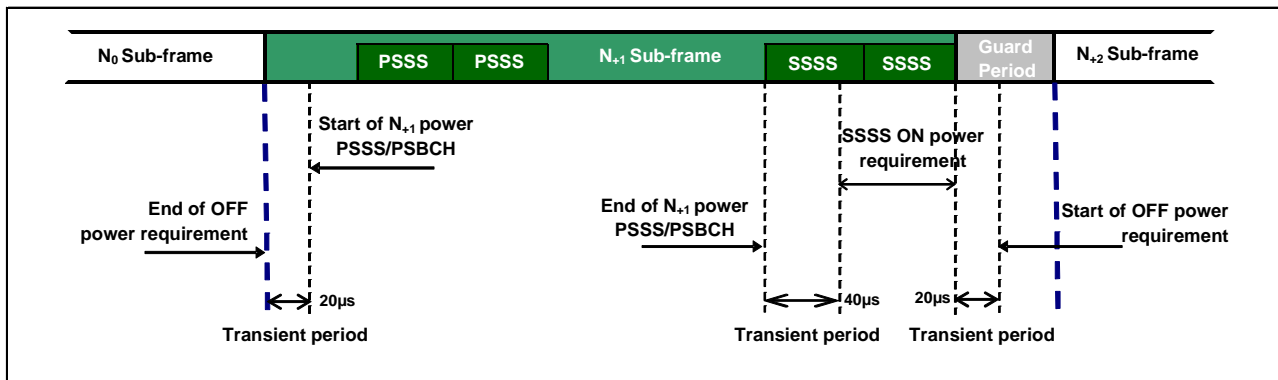 N0 Sub-frame
PSSS
PSSS
N+1 Sub-frame
SSSS
SSSS
Guard
Period
N+2 Sub-frame
Start of N+1 power
PSSS/PSBCH
SSSS ON power
requirement
End of OFF
power requirement
End of N+1 power
PSSS/PSBCH
Start of OFF power
requirement
20µs
40µs
20µs
Transient period
Transient period
Transient period